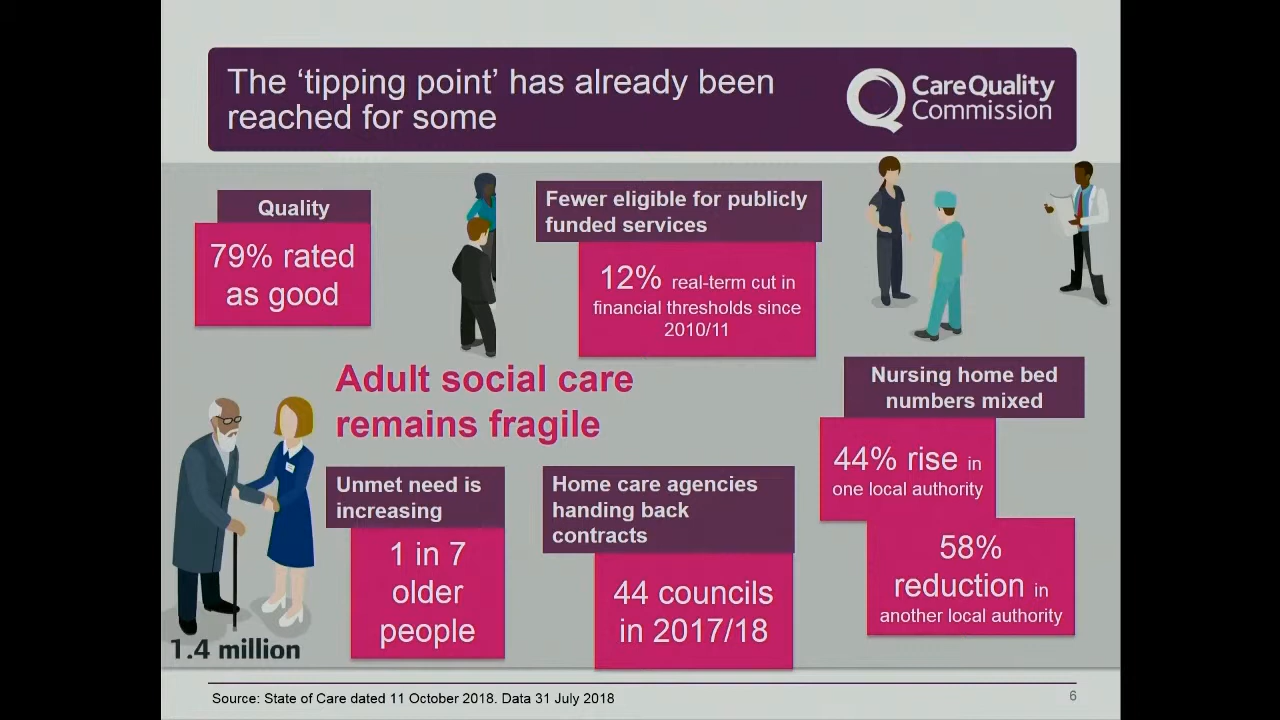 The ‘tipping point’ has already been
reached for some
CareQuality
Commission
Quality
79% rated
as good
Fewer eligible for publicly
funded services
12% real-term cut in
financial thresholds since
2010/11
Adult social care
remains fragile
Nursing home bed
numbers mixed
44% rise in
one local authority
58%
reduction in
another local authority
Unmet need is
increasing
1 in 7
older
people
Home care agencies
handing back
contracts
44 councils
in 2017/18
1.4 million
Source: State of Care dated 11 October 2018. Data 31 July 2018
6